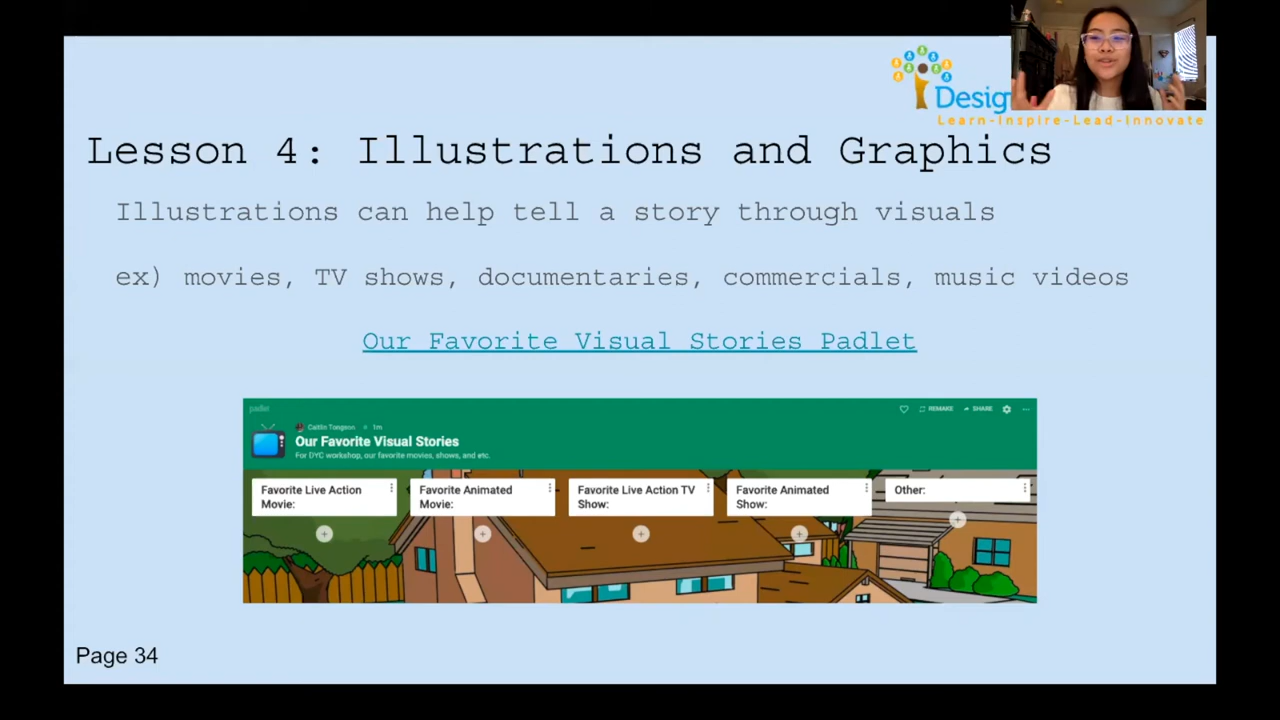 Desig
Learn-Inspire-Lead-Innovate
Lesson 4: Illustrations and Graphics
Illustrations can help tell a story through visuals
ex) movies, TV shows, documentaries, commercials, music videos
Our Favorite Visual Stories Padlet
padlet
REMAKE SHARE
Caitlin Tongson 1m
Our Favorite Visual Stories
For DYC workshop, our favorite movies, shows, and etc.
Favorite Live Action
Movie:
Favorite Animated
Movie:
Favorite Live Action TV
Show:
Favorite Animated
Show:
Other:
Page 34